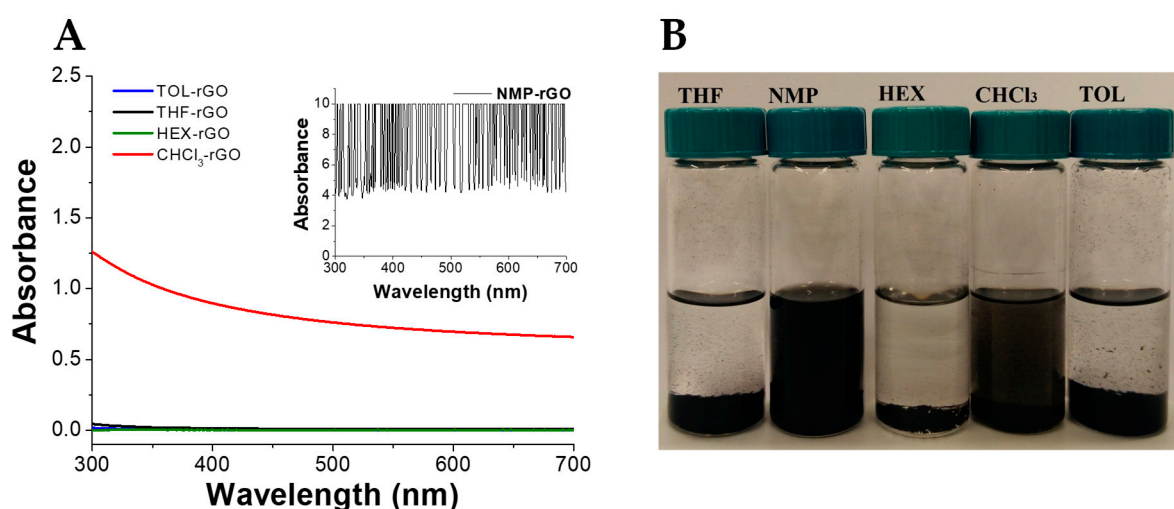 A
2.5
2.0
1.5
1.0
0.5
0.0
300
400
500
600
700
Absorbance
Wavelength (nm)
TOL-rGO
THF-rGO
HEX-rGO
CHCl₃-rGO
NMP-rGO
10
8
6
4
2
0
300
400
500
600
700
Absorbance
Wavelength (nm)
B
THF
NMP
HEX
CHCl₃
TOL